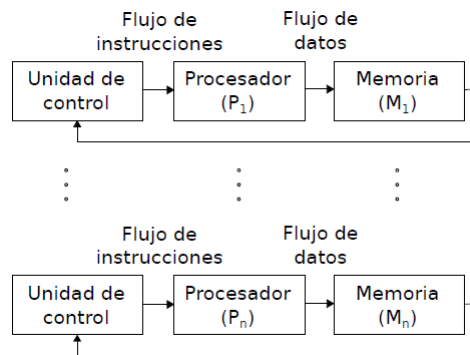 Flujo de
instrucciones
Flujo de
datos
Unidad de
control
Procesador
(P₁)
Memoria
(M₁)
Flujo de
instrucciones
Flujo de
datos
Unidad de
control
Procesador
(Pₙ)
Memoria
(Mₙ)